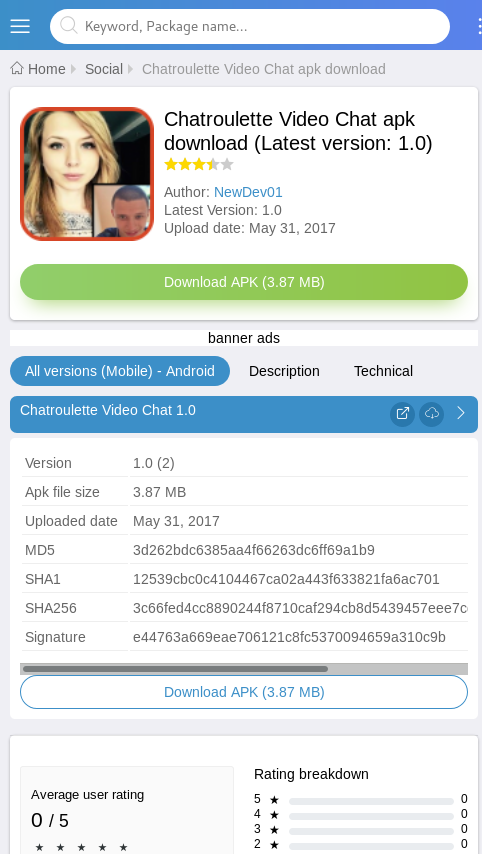 Keyword, Package name...
Home Social Chatroulette Video Chat apk download
Chatroulette Video Chat apk
download (Latest version: 1.0)
Author: NewDev01
Latest Version: 1.0
Upload date: May 31, 2017
Download APK (3.87 MB)
banner ads
All versions (Mobile) - Android Description Technical
Chatroulette Video Chat 1.0
Version 1.0 (2)
Apk file size 3.87 MB
Uploaded date May 31, 2017
MD5 3d262bdc6385aa4f66263dc6ff69a1b9
SHA1 12539cbc0c4104467ca02a443f633821fa6ac701
SHA256 3c66fed4cc8890244f8710caf294cb8d5439457eee7c
Signature e44763a669eae706121c8fc5370094659a310c9b
Download APK (3.87 MB)
Rating breakdown
Average user rating
0 / 5
5 ★ 0
4 ★ 0
3 ★ 0
2 ★ 0
★ ★ ★ ★ ★